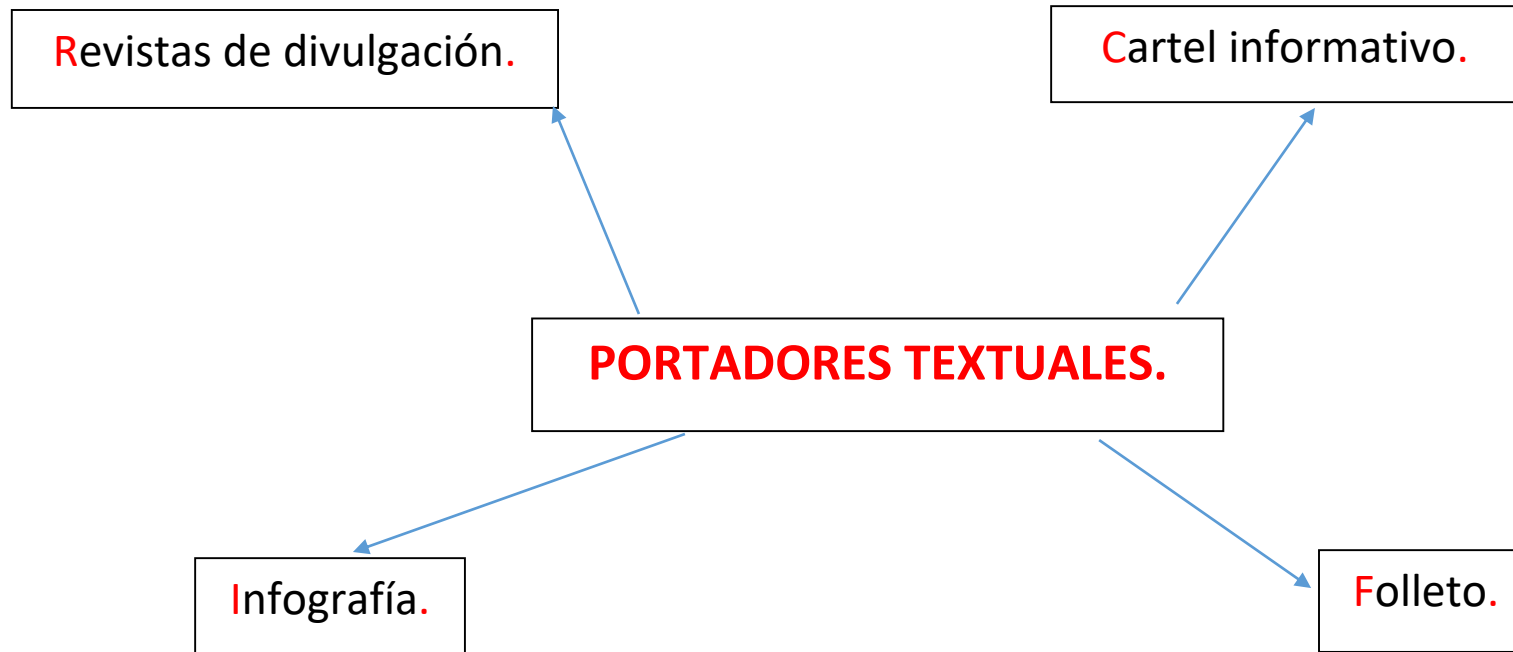 Revistas de divulgación.
Cartel informativo.
PORTADORES TEXTUALES.
Infografía.
Folleto.